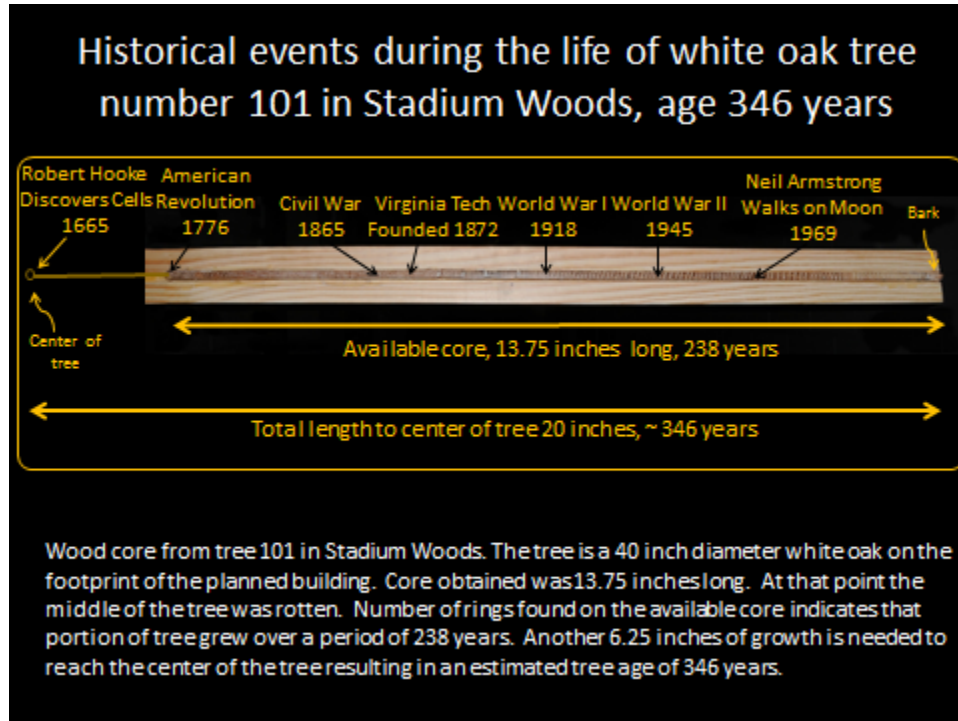 Historical events during the life of white oak tree
number 101 in Stadium Woods, age 346 years
Robert Hooke
Discovers Cells
1665
American
Revolution
1776
Civil War
1865
Virginia Tech
Founded 1872
World War I
1918
World War II
1945
Neil Armstrong
Walks on Moon
1969
Bark
Center of
tree
Available core, 13.75 inches long, 238 years
Total length to center of tree 20 inches, ~ 346 years
Wood core from tree 101 in Stadium Woods. The tree is a 40 inch diameter white oak on the
footprint of the planned building. Core obtained was 13.75 inches long. At that point the
middle of the tree was rotten. Number of rings found on the available core indicates that
portion of tree grew over a period of 238 years. Another 6.25 inches of growth is needed to
reach the center of the tree resulting in an estimated tree age of 346 years.